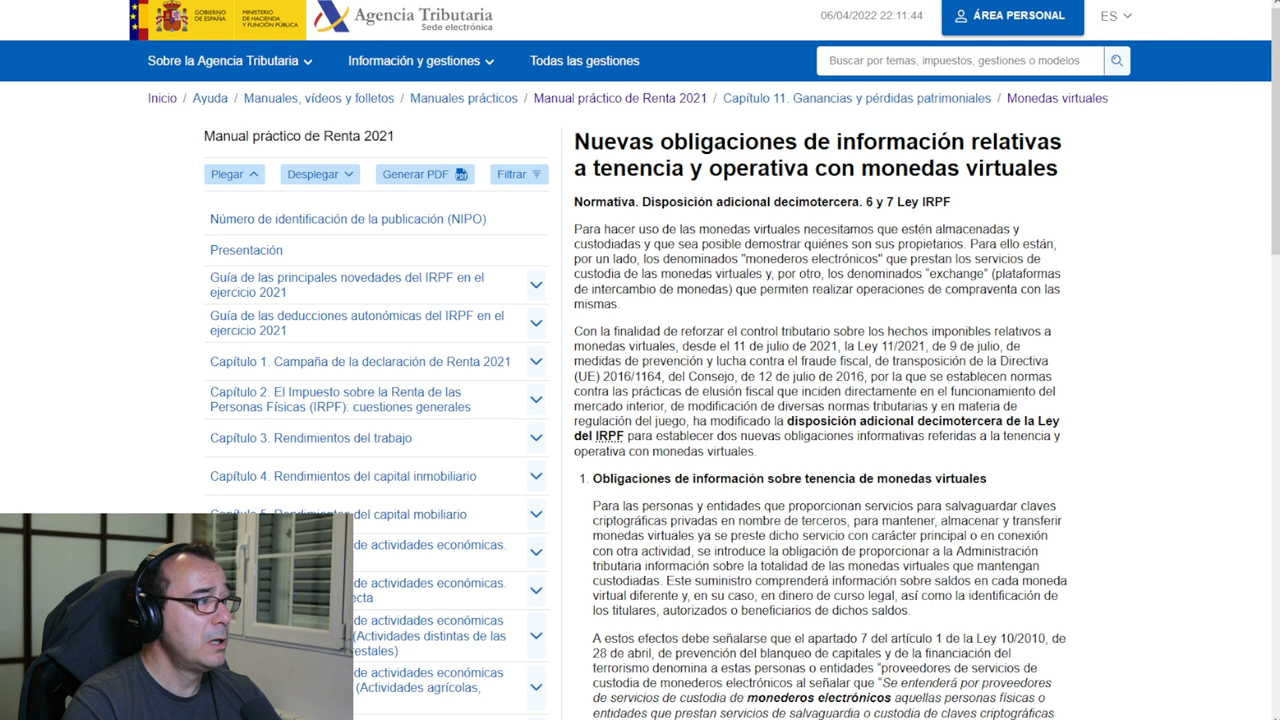 GOBIERNO
DE ESPAÑA
MINISTERIO
DE HACIENDA
Y FUNCIÓN PÚBLICA
Agencia Tributaria
Sede electrónica
06/04/2022 22:11:44
ÁREA PERSONAL
ES
Sobre la Agencia Tributaria
Información y gestiones
Todas las gestiones
Buscar por temas, impuestos, gestiones o modelos
Inicio / Ayuda / Manuales, vídeos y folletos / Manuales prácticos / Manual práctico de Renta 2021 / Capítulo 11. Ganancias y pérdidas patrimoniales / Monedas virtuales
Manual práctico de Renta 2021
Plegar
Desplegar
Generar PDF
Filtrar
Número de identificación de la publicación (NIPO)
Presentación
Guía de las principales novedades del IRPF en el
ejercicio 2021
Guía de las deducciones autonómicas del IRPF en el
ejercicio 2021
Capítulo 1. Campaña de la declaración de Renta 2021
Capítulo 2. El Impuesto sobre la Renta de las
Personas Físicas (IRPF): cuestiones generales
Capítulo 3. Rendimientos del trabajo
Capítulo 4. Rendimientos del capital inmobiliario
del capital mobiliario
de actividades económicas.
de actividades económicas.
ecta
de actividades económicas
(Actividades distintas de las
estales)
de actividades económicas
(Actividades agrícolas,
Nuevas obligaciones de información relativas
a tenencia y operativa con monedas virtuales
Normativa. Disposición adicional decimotercera. 6 y 7 Ley IRPF
Para hacer uso de las monedas virtuales necesitamos que estén almacenadas y
custodiadas y que sea posible demostrar quiénes son sus propietarios. Para ello están,
por un lado, los denominados "monederos electrónicos" que prestan los servicios de
custodia de las monedas virtuales y, por otro, los denominados “exchange” (plataformas
de intercambio de monedas) que permiten realizar operaciones de compraventa con las
mismas.
Con la finalidad de reforzar el control tributario sobre los hechos imponibles relativos a
monedas virtuales, desde el 11 de julio de 2021, la Ley 11/2021, de 9 de julio, de
medidas de prevención y lucha contra el fraude fiscal, de transposición de la Directiva
(UE) 2016/1164, del Consejo, de 12 de julio de 2016, por la que se establecen normas
contra las prácticas de elusión fiscal que inciden directamente en el funcionamiento del
mercado interior, de modificación de diversas normas tributarias y en materia de
regulación del juego, ha modificado la disposición adicional decimotercera de la Ley
del IRPF para establecer dos nuevas obligaciones informativas referidas a la tenencia y
operativa con monedas virtuales.
1. Obligaciones de información sobre tenencia de monedas virtuales
Para las personas y entidades que proporcionan servicios para salvaguardar claves
criptográficas privadas en nombre de terceros, para mantener, almacenar y transferir
monedas virtuales ya se preste dicho servicio con carácter principal o en conexión
con otra actividad, se introduce la obligación de proporcionar a la Administración
tributaria información sobre la totalidad de las monedas virtuales que mantengan
custodiadas. Este suministro comprenderá información sobre saldos en cada moneda
virtual diferente y, en su caso, en dinero de curso legal, así como la identificación de
los titulares, autorizados o beneficiarios de dichos saldos.
A estos efectos debe señalarse que el apartado 7 del artículo 1 de la Ley 10/2010, de
28 de abril, de prevención del blanqueo de capitales y de la financiación del
terrorismo denomina a estas personas o entidades “proveedores de servicios de
custodia de monederos electrónicos al señalar que “Se entenderá por proveedores
de servicios de custodia de monederos electrónicos aquellas personas físicas o
entidades que prestan servicios de salvaguardia o custodia de claves criptográficas